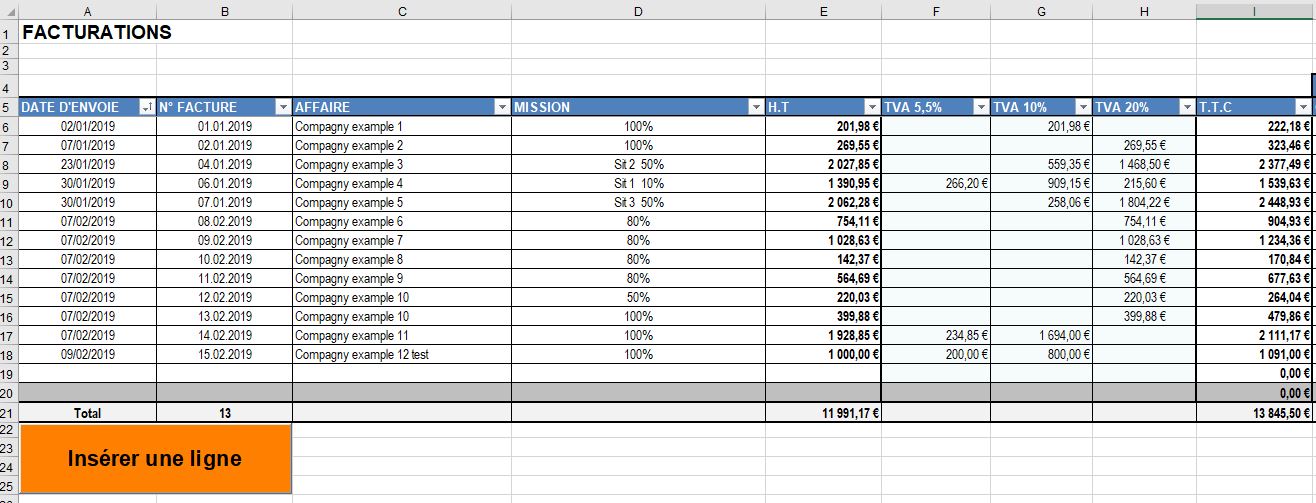 A B C D E F G H I
1 FACTURATIONS
2
3
4
5 DATE D'ENVOIE N° FACTURE AFFAIRE MISSION H.T TVA 5,5% TVA 10% TVA 20% T.T.C
6 02/01/2019 01.01.2019 Compagny example 1 100% 201,98 € 201,98 € 222,18 €
7 07/01/2019 02.01.2019 Compagny example 2 100% 269,55 € 269,55 € 323,46 €
8 23/01/2019 04.01.2019 Compagny example 3 Sit 2 50% 2 027,85 € 559,35 € 1 468,50 € 2 377,49 €
9 30/01/2019 06.01.2019 Compagny example 4 Sit 1 10% 1 390,95 € 266,20 € 909,15 € 215,60 € 1 539,63 €
10 30/01/2019 07.01.2019 Compagny example 5 Sit 3 50% 2 062,28 € 258,06 € 1 804,22 € 2 448,93 €
11 07/02/2019 08.02.2019 Compagny example 6 80% 754,11 € 754,11 € 904,93 €
12 07/02/2019 09.02.2019 Compagny example 7 80% 1 028,63 € 1 028,63 € 1 234,36 €
13 07/02/2019 10.02.2019 Compagny example 8 80% 142,37 € 142,37 € 170,84 €
14 07/02/2019 11.02.2019 Compagny example 9 80% 564,69 € 564,69 € 677,63 €
15 07/02/2019 12.02.2019 Compagny example 10 50% 220,03 € 220,03 € 264,04 €
16 07/02/2019 13.02.2019 Compagny example 10 100% 399,88 € 399,88 € 479,86 €
17 07/02/2019 14.02.2019 Compagny example 11 100% 1 928,85 € 234,85 € 1 694,00 € 2 111,17 €
18 09/02/2019 15.02.2019 Compagny example 12 test 100% 1 000,00 € 200,00 € 800,00 € 1 091,00 €
19 0,00 €
20 0,00 €
21 Total 13 11 991,17 € 13 845,50 €
22
23
24 Insérer une ligne
25